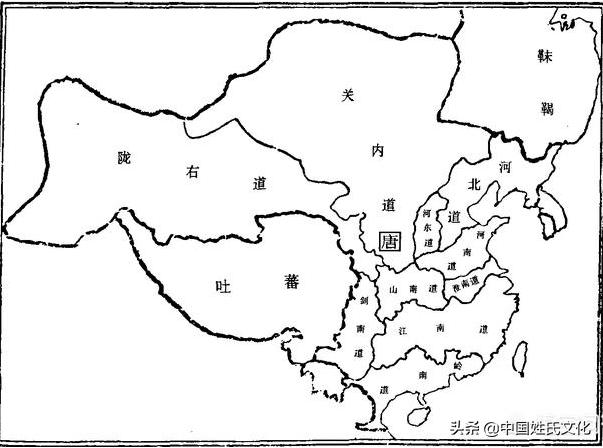 靺鞨
关内道
陇右道
河北道
河东道
唐
河南道
吐蕃
剑南道
山南道
淮南道
江南道
岭南道
头条 @中国姓氏文化